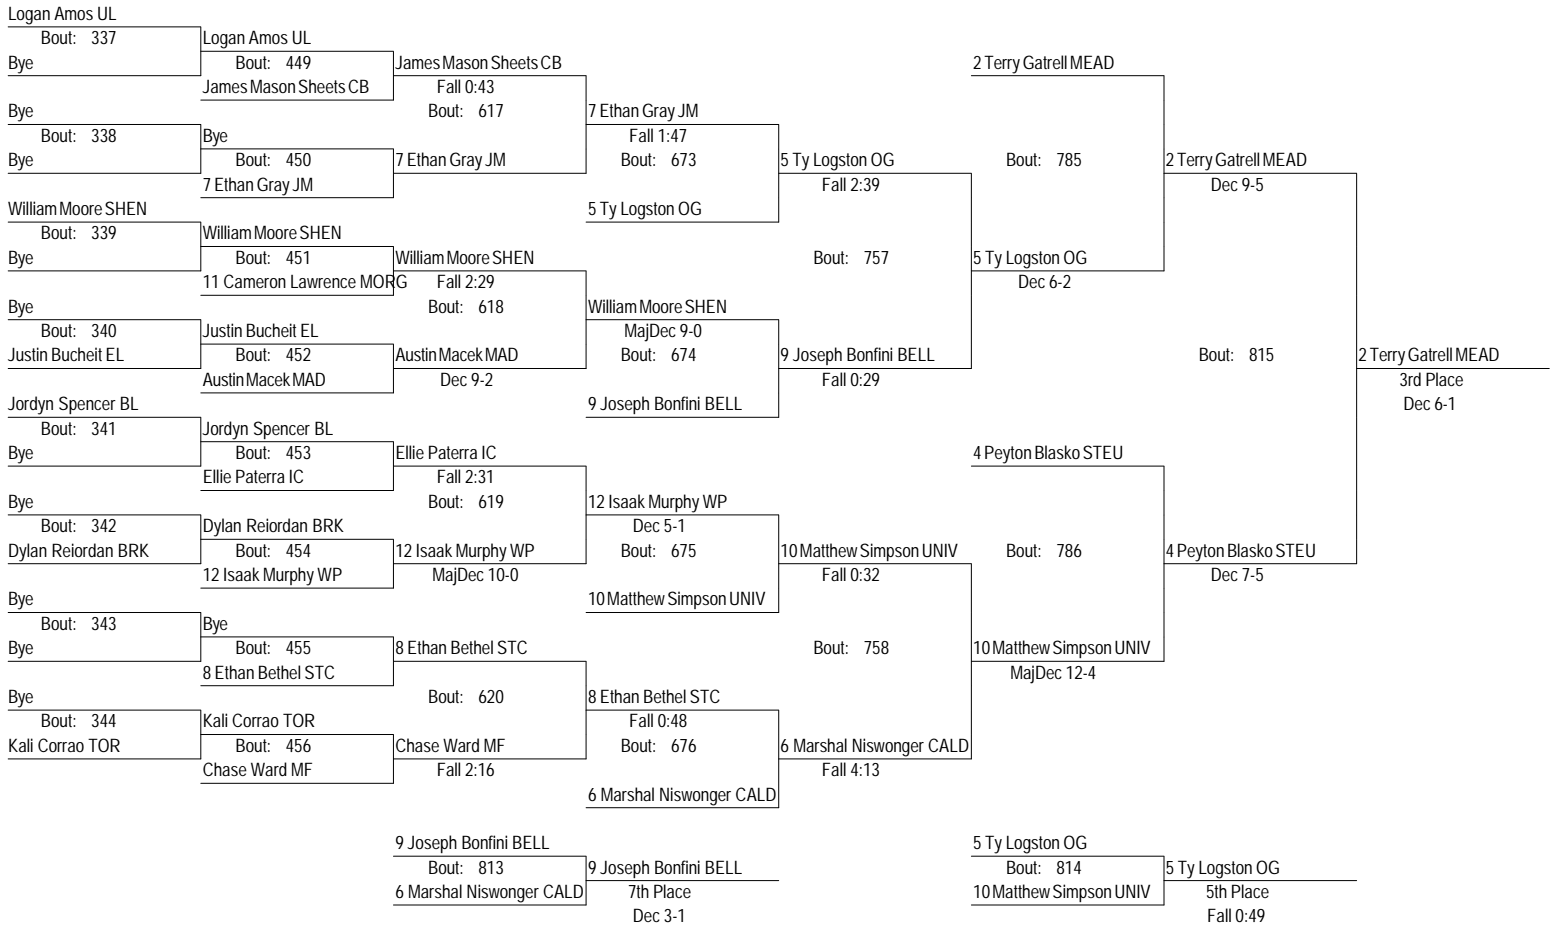 Logan Amos UL
Bout: 337
Bye
Bye
Bout: 338
Bye
William Moore SHEN
Bout: 339
Bye
Bye
Bout: 340
Justin Bucheit EL
Jordyn Spencer BL
Bout: 341
Bye
Bye
Bout: 342
Dylan Reiordan BRK
Bye
Bout: 343
Bye
Bye
Bout: 344
Kali Corrao TOR
Logan Amos UL
Bout: 449
James Mason Sheets CB
Bye
Bout: 450
7 Ethan Gray JM
William Moore SHEN
Bout: 451
11 Cameron Lawrence MORG
Justin Bucheit EL
Bout: 452
Austin Macek MAD
Jordyn Spencer BL
Bout: 453
Ellie Paterra IC
Dylan Reiordan BRK
Bout: 454
12 Isaak Murphy WP
Bye
Bout: 455
8 Ethan Bethel STC
Kali Corrao TOR
Bout: 456
Chase Ward MF
James Mason Sheets CB
Fall 0:43
Bout: 617
7 Ethan Gray JM
William Moore SHEN
Fall 2:29
Bout: 618
Austin Macek MAD
Dec 9-2
Ellie Paterra IC
Fall 2:31
Bout: 619
12 Isaak Murphy WP
MajDec 10-0
8 Ethan Bethel STC
Bout: 620
Chase Ward MF
Fall 2:16
7 Ethan Gray JM
Fall 1:47
Bout: 673
5 Ty Logston OG
William Moore SHEN
MajDec 9-0
Bout: 674
9 Joseph Bonfini BELL
12 Isaak Murphy WP
Dec 5-1
Bout: 675
10 Matthew Simpson UNIV
8 Ethan Bethel STC
Fall 0:48
Bout: 676
6 Marshal Niswonger CALD
5 Ty Logston OG
Fall 2:39
Bout: 757
9 Joseph Bonfini BELL
Fall 0:29
10 Matthew Simpson UNIV
Fall 0:32
Bout: 758
6 Marshal Niswonger CALD
Fall 4:13
2 Terry Gatrell MEAD
Bout: 785
5 Ty Logston OG
Dec 6-2
4 Peyton Blasko STEU
Bout: 786
10 Matthew Simpson UNIV
MajDec 12-4
2 Terry Gatrell MEAD
Dec 9-5
Bout: 815
4 Peyton Blasko STEU
Dec 7-5
2 Terry Gatrell MEAD
3rd Place
Dec 6-1
9 Joseph Bonfini BELL
Bout: 813
6 Marshal Niswonger CALD
9 Joseph Bonfini BELL
7th Place
Dec 3-1
5 Ty Logston OG
Bout: 814
10 Matthew Simpson UNIV
5 Ty Logston OG
5th Place
Fall 0:49